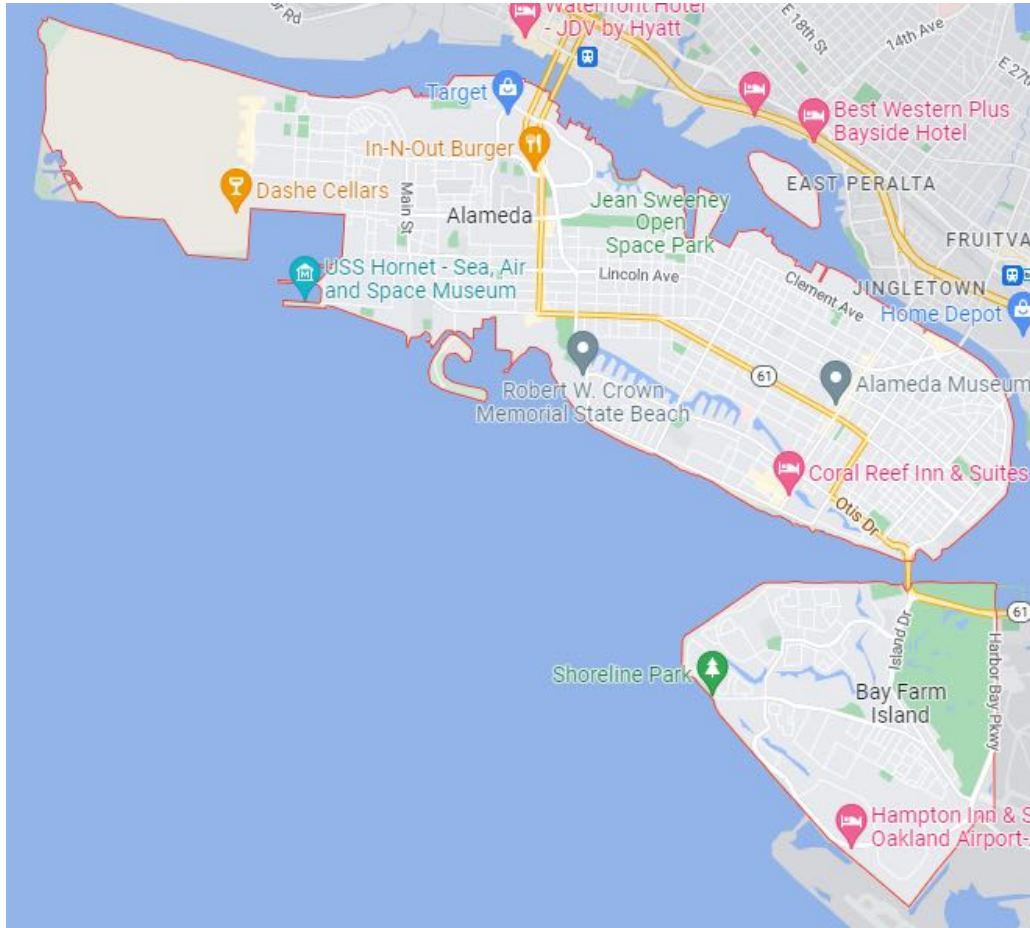 or Rd
Waterfront Hotel
- JDV by Hyatt
E 18th St
14th Ave
E 27th
Target
Best Western Plus
Bayside Hotel
In-N-Out Burger
Dashe Cellars
Main St
Alameda
Jean Sweeney
Open
Space Park
EAST PERALTA
FRUITVA
USS Hornet - Sea, Air
and Space Museum
Lincoln Ave
Clement Ave
JINGLETOWN
Home Depot
Robert W. Crown
Memorial State Beach
61
Alameda Museum
Coral Reef Inn & Suites
Otis Dr
61
Island Dr
Harbor Bay Pkwy
Shoreline Park
Bay Farm
Island
Hampton Inn & S
Oakland Airport-